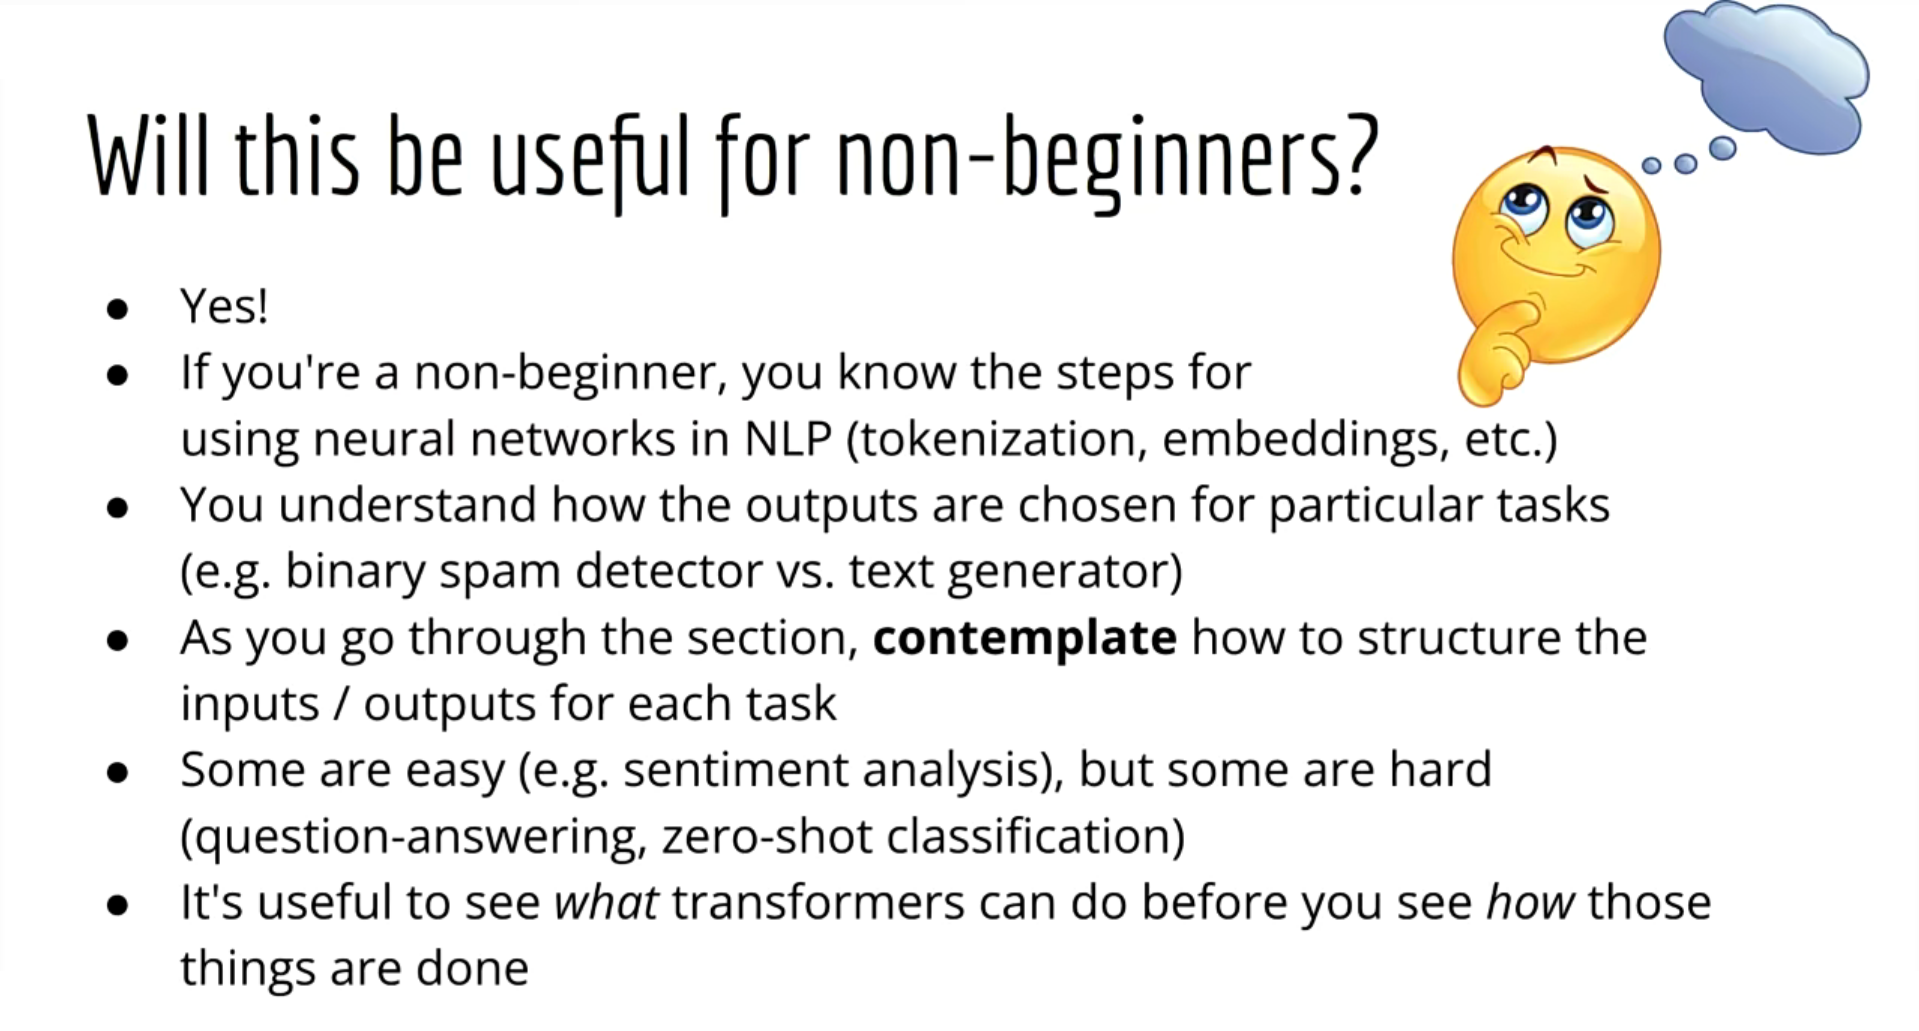 Will this be useful for non-beginners?
● Yes!
● If you're a non-beginner, you know the steps for
using neural networks in NLP (tokenization, embeddings, etc.)
● You understand how the outputs are chosen for particular tasks
(e.g. binary spam detector vs. text generator)
● As you go through the section, contemplate how to structure the
inputs / outputs for each task
● Some are easy (e.g. sentiment analysis), but some are hard
(question-answering, zero-shot classification)
● It's useful to see what transformers can do before you see how those
things are done